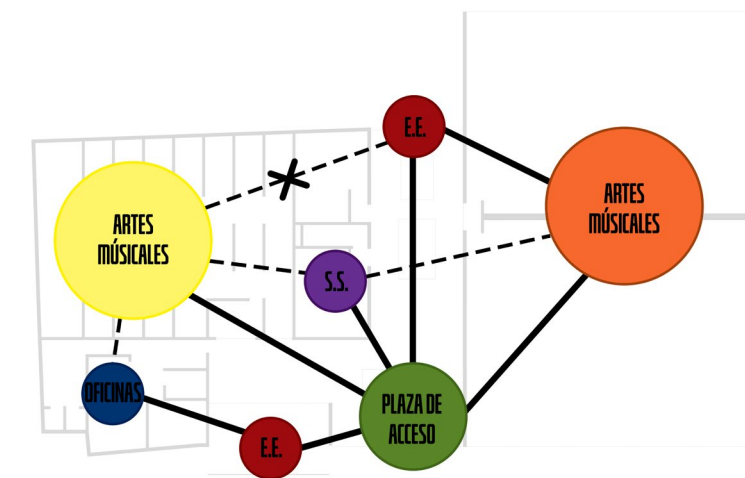 E.E.
ARTES
MÚSICALES
ARTES
MÚSICALES
S.S.
OFICINAS
PLAZA DE
ACCESO
E.E.